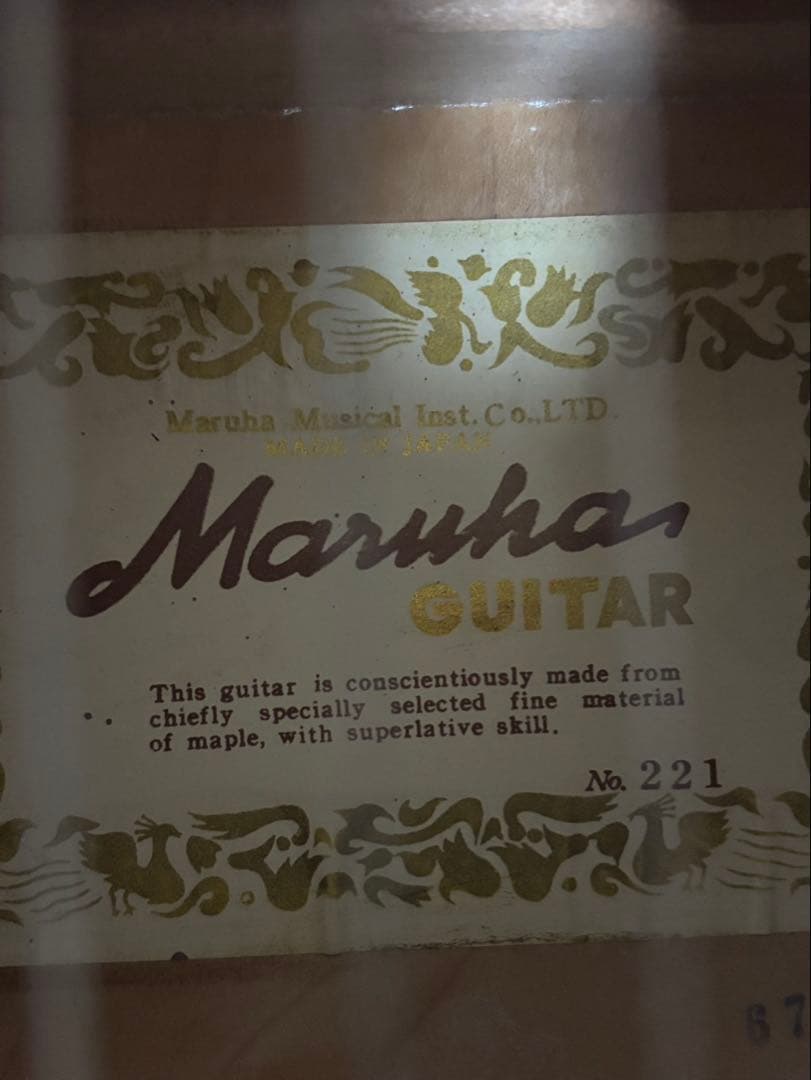 Maruha Musical Inst. Co.,LTD.
MADE IN JAPAN
Maruha
GUITAR
This guitar is conscientiously made from
chiefly specially selected fine material
of maple, with superlative skill.
No. 221
67